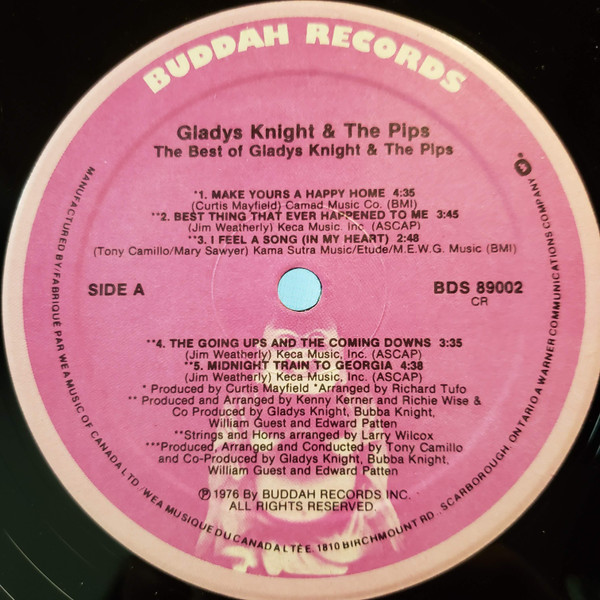 BUDDAH RECORDS
Gladys Knight & The Pips
The Best of Gladys Knight & The Pips
*1. MAKE YOURS A HAPPY HOME 4:35
(Curtis Mayfield) Camad Music Co. (BMI)
**2. BEST THING THAT EVER HAPPENED TO ME 3:45
(Jim Weatherly) Keca Music, Inc. (ASCAP)
**3. I FEEL A SONG (IN MY HEART) 2:48
(Tony Camillo/Mary Sawyer) Kama Sutra Music/Etude/M.E.W.G. Music (BMI)
SIDE A
BDS 89002
CR
**4. THE GOING UPS AND THE COMING DOWNS 3:35
(Jim Weatherly) Keca Music, Inc. (ASCAP)
**5. MIDNIGHT TRAIN TO GEORGIA 4:38
(Jim Weatherly) Keca Music, Inc. (ASCAP)
* Produced by Curtis Mayfield *Arranged by Richard Tufo
** Produced and Arranged by Kenny Kerner and Richie Wise &
Co Produced by Gladys Knight, Bubba Knight,
William Guest and Edward Patten
**Strings and Horns arranged by Larry Wilcox
***Produced, Arranged and Conducted by Tony Camillo
and Co-Produced by Gladys Knight, Bubba Knight,
William Guest and Edward Patten
℗ 1976 By BUDDAH RECORDS INC.
ALL RIGHTS RESERVED.
MANUFACTURED BY/FABRIQUÉ PAR WEA MUSIC OF CANADA LTD./WEA MUSIQUE DU CANADA LTÉE. 1810 BIRCHMOUNT RD., SCARBOROUGH, ONTARIO A WARNER COMMUNICATIONS COMPANY